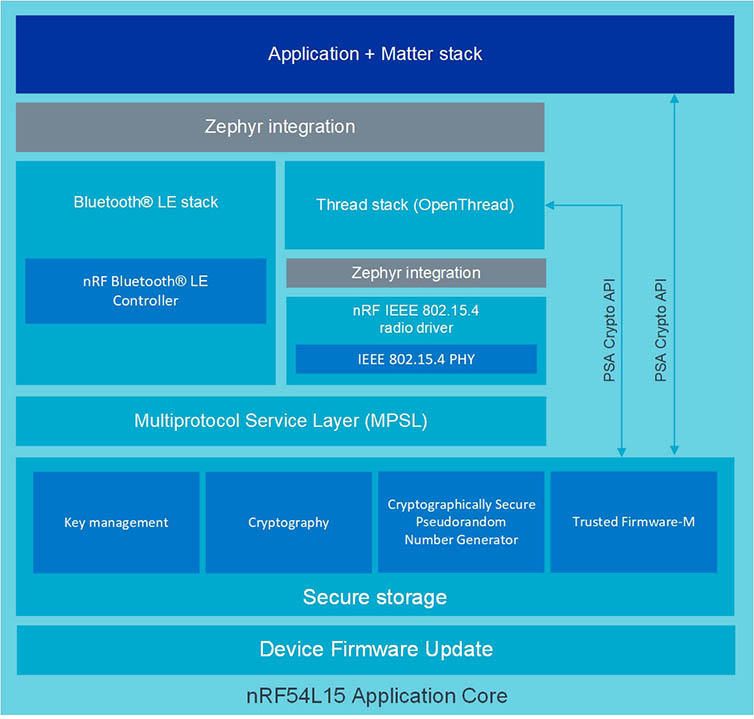 Application + Matter stack
Zephyr integration
Bluetooth® LE stack
Thread stack (OpenThread)
nRF Bluetooth® LE
Controller
Zephyr integration
nRF IEEE 802.15.4
radio driver
IEEE 802.15.4 PHY
PSA Crypto API
PSA Crypto API
Multiprotocol Service Layer (MPSL)
Key management
Cryptography
Cryptographically Secure
Pseudorandom
Number Generator
Trusted Firmware-M
Secure storage
Device Firmware Update
nRF54L15 Application Core